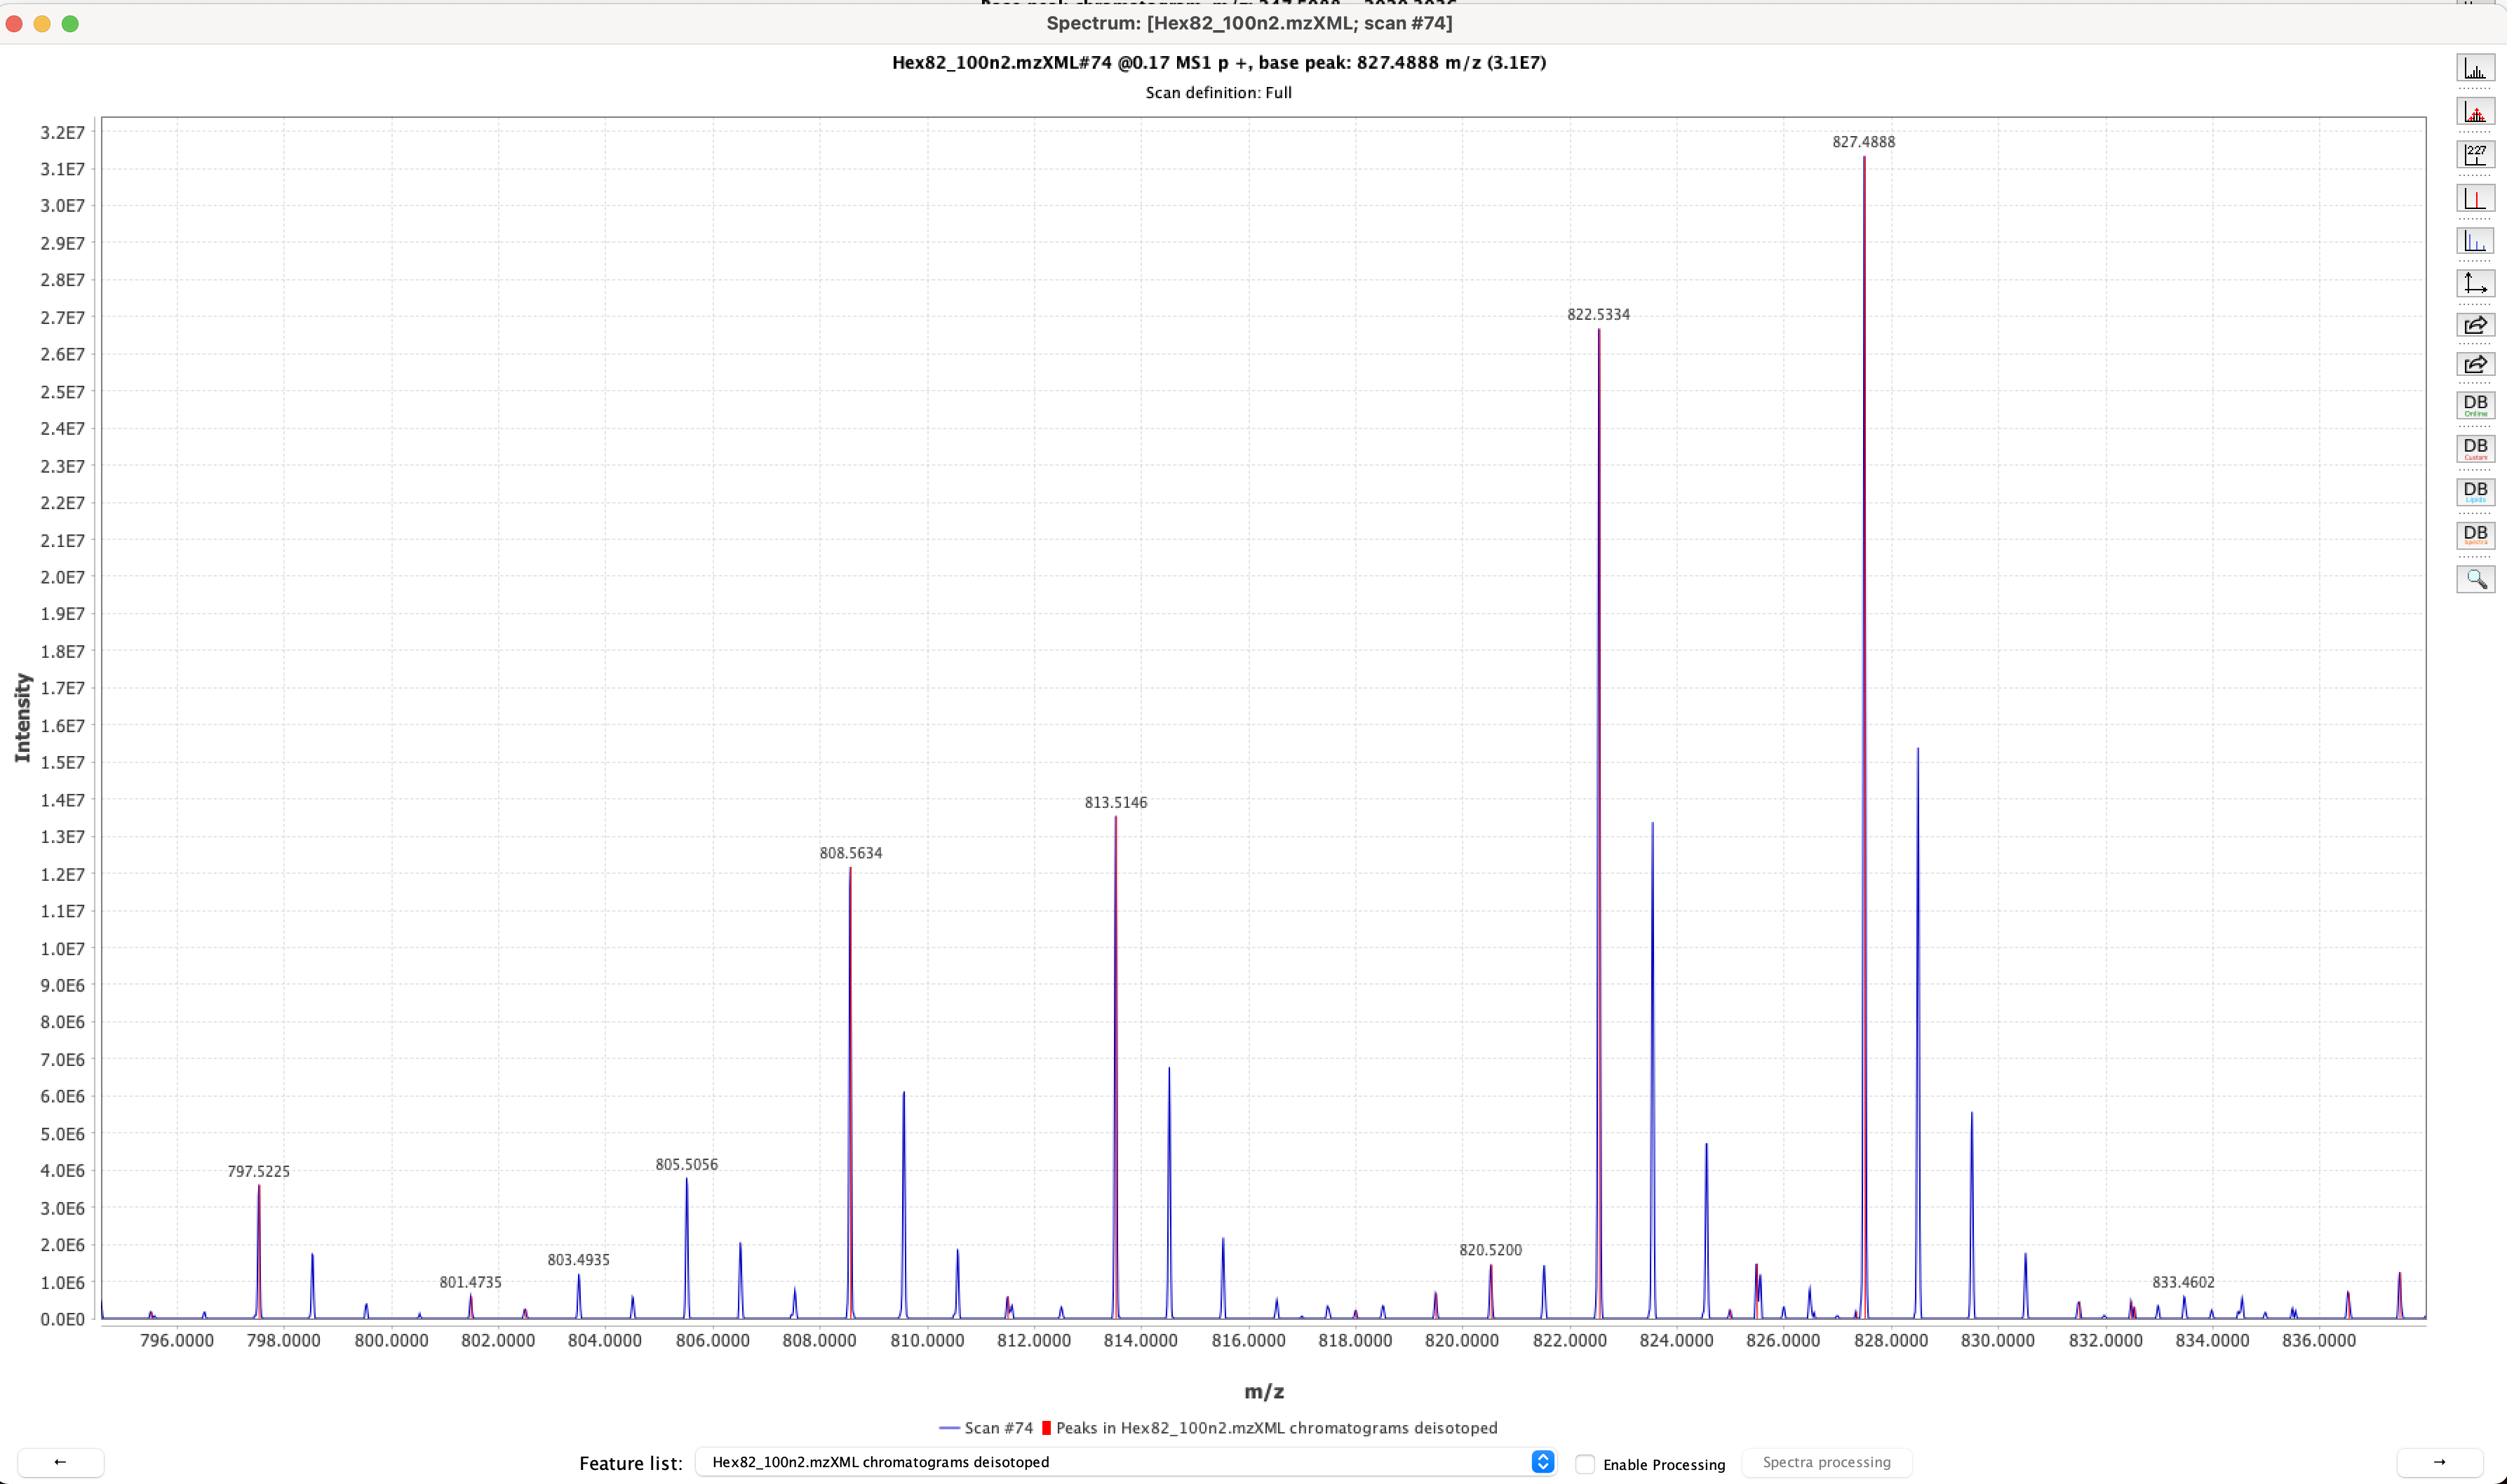 Spectrum: [Hex82_100n2.mzXML; scan #74]
Hex82_100n2.mzXML#74 @0.17 MS1 p +, base peak: 827.4888 m/z (3.1E7)
Scan definition: Full
3.2E7
3.1E7
3.0E7
2.9E7
2.8E7
2.7E7
2.6E7
2.5E7
2.4E7
2.3E7
2.2E7
2.1E7
2.0E7
1.9E7
1.8E7
1.7E7
1.6E7
1.5E7
1.4E7
1.3E7
1.2E7
1.1E7
1.0E7
9.0E6
8.0E6
7.0E6
6.0E6
5.0E6
4.0E6
3.0E6
2.0E6
1.0E6
0.0E0
Intensity
797.5225
801.4735
803.4935
805.5056
808.5634
813.5146
820.5200
822.5334
827.4888
833.4602
796.0000 798.0000 800.0000 802.0000 804.0000 806.0000 808.0000 810.0000 812.0000 814.0000 816.0000 818.0000 820.0000 822.0000 824.0000 826.0000 828.0000 830.0000 832.0000 834.0000 836.0000
m/z
Scan #74 Peaks in Hex82_100n2.mzXML chromatograms deisotoped
← Feature list: Hex82_100n2.mzXML chromatograms deisotoped Enable Processing Spectra processing →
227
DB
Online
DB
Custom
DB
Lipids
DB
Spectra